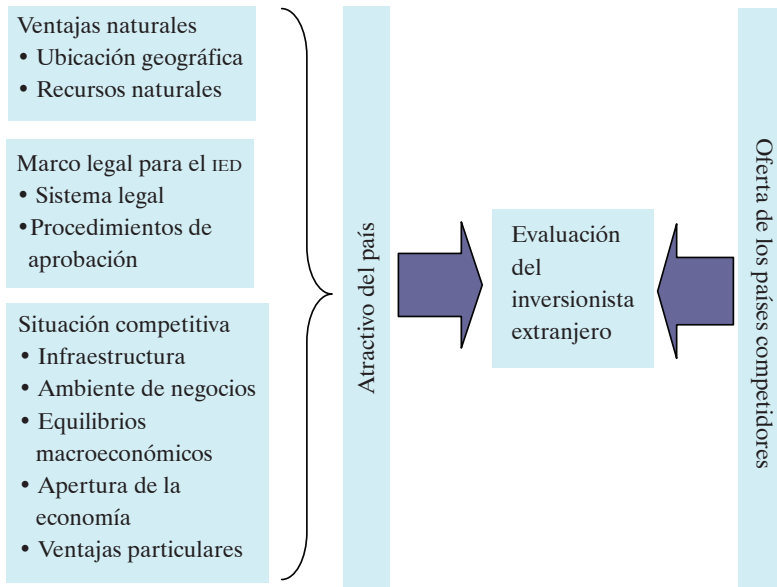 Ventajas naturales
• Ubicación geográfica
• Recursos naturales
Marco legal para el IED
• Sistema legal
•Procedimientos de
aprobación
Situación competitiva
• Infraestructura
• Ambiente de negocios
• Equilibrios
macroeconómicos
• Apertura de la
economía
• Ventajas particulares
Atractivo del país
Evaluación
del
inversionista
extranjero
Oferta de los países competidores